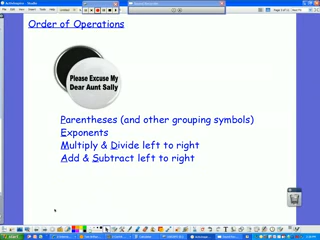 Order of Operations
Please Excuse My
Dear Aunt Sally
Parentheses (and other grouping symbols)
Exponents
Multiply & Divide left to right
Add & Subtract left to right